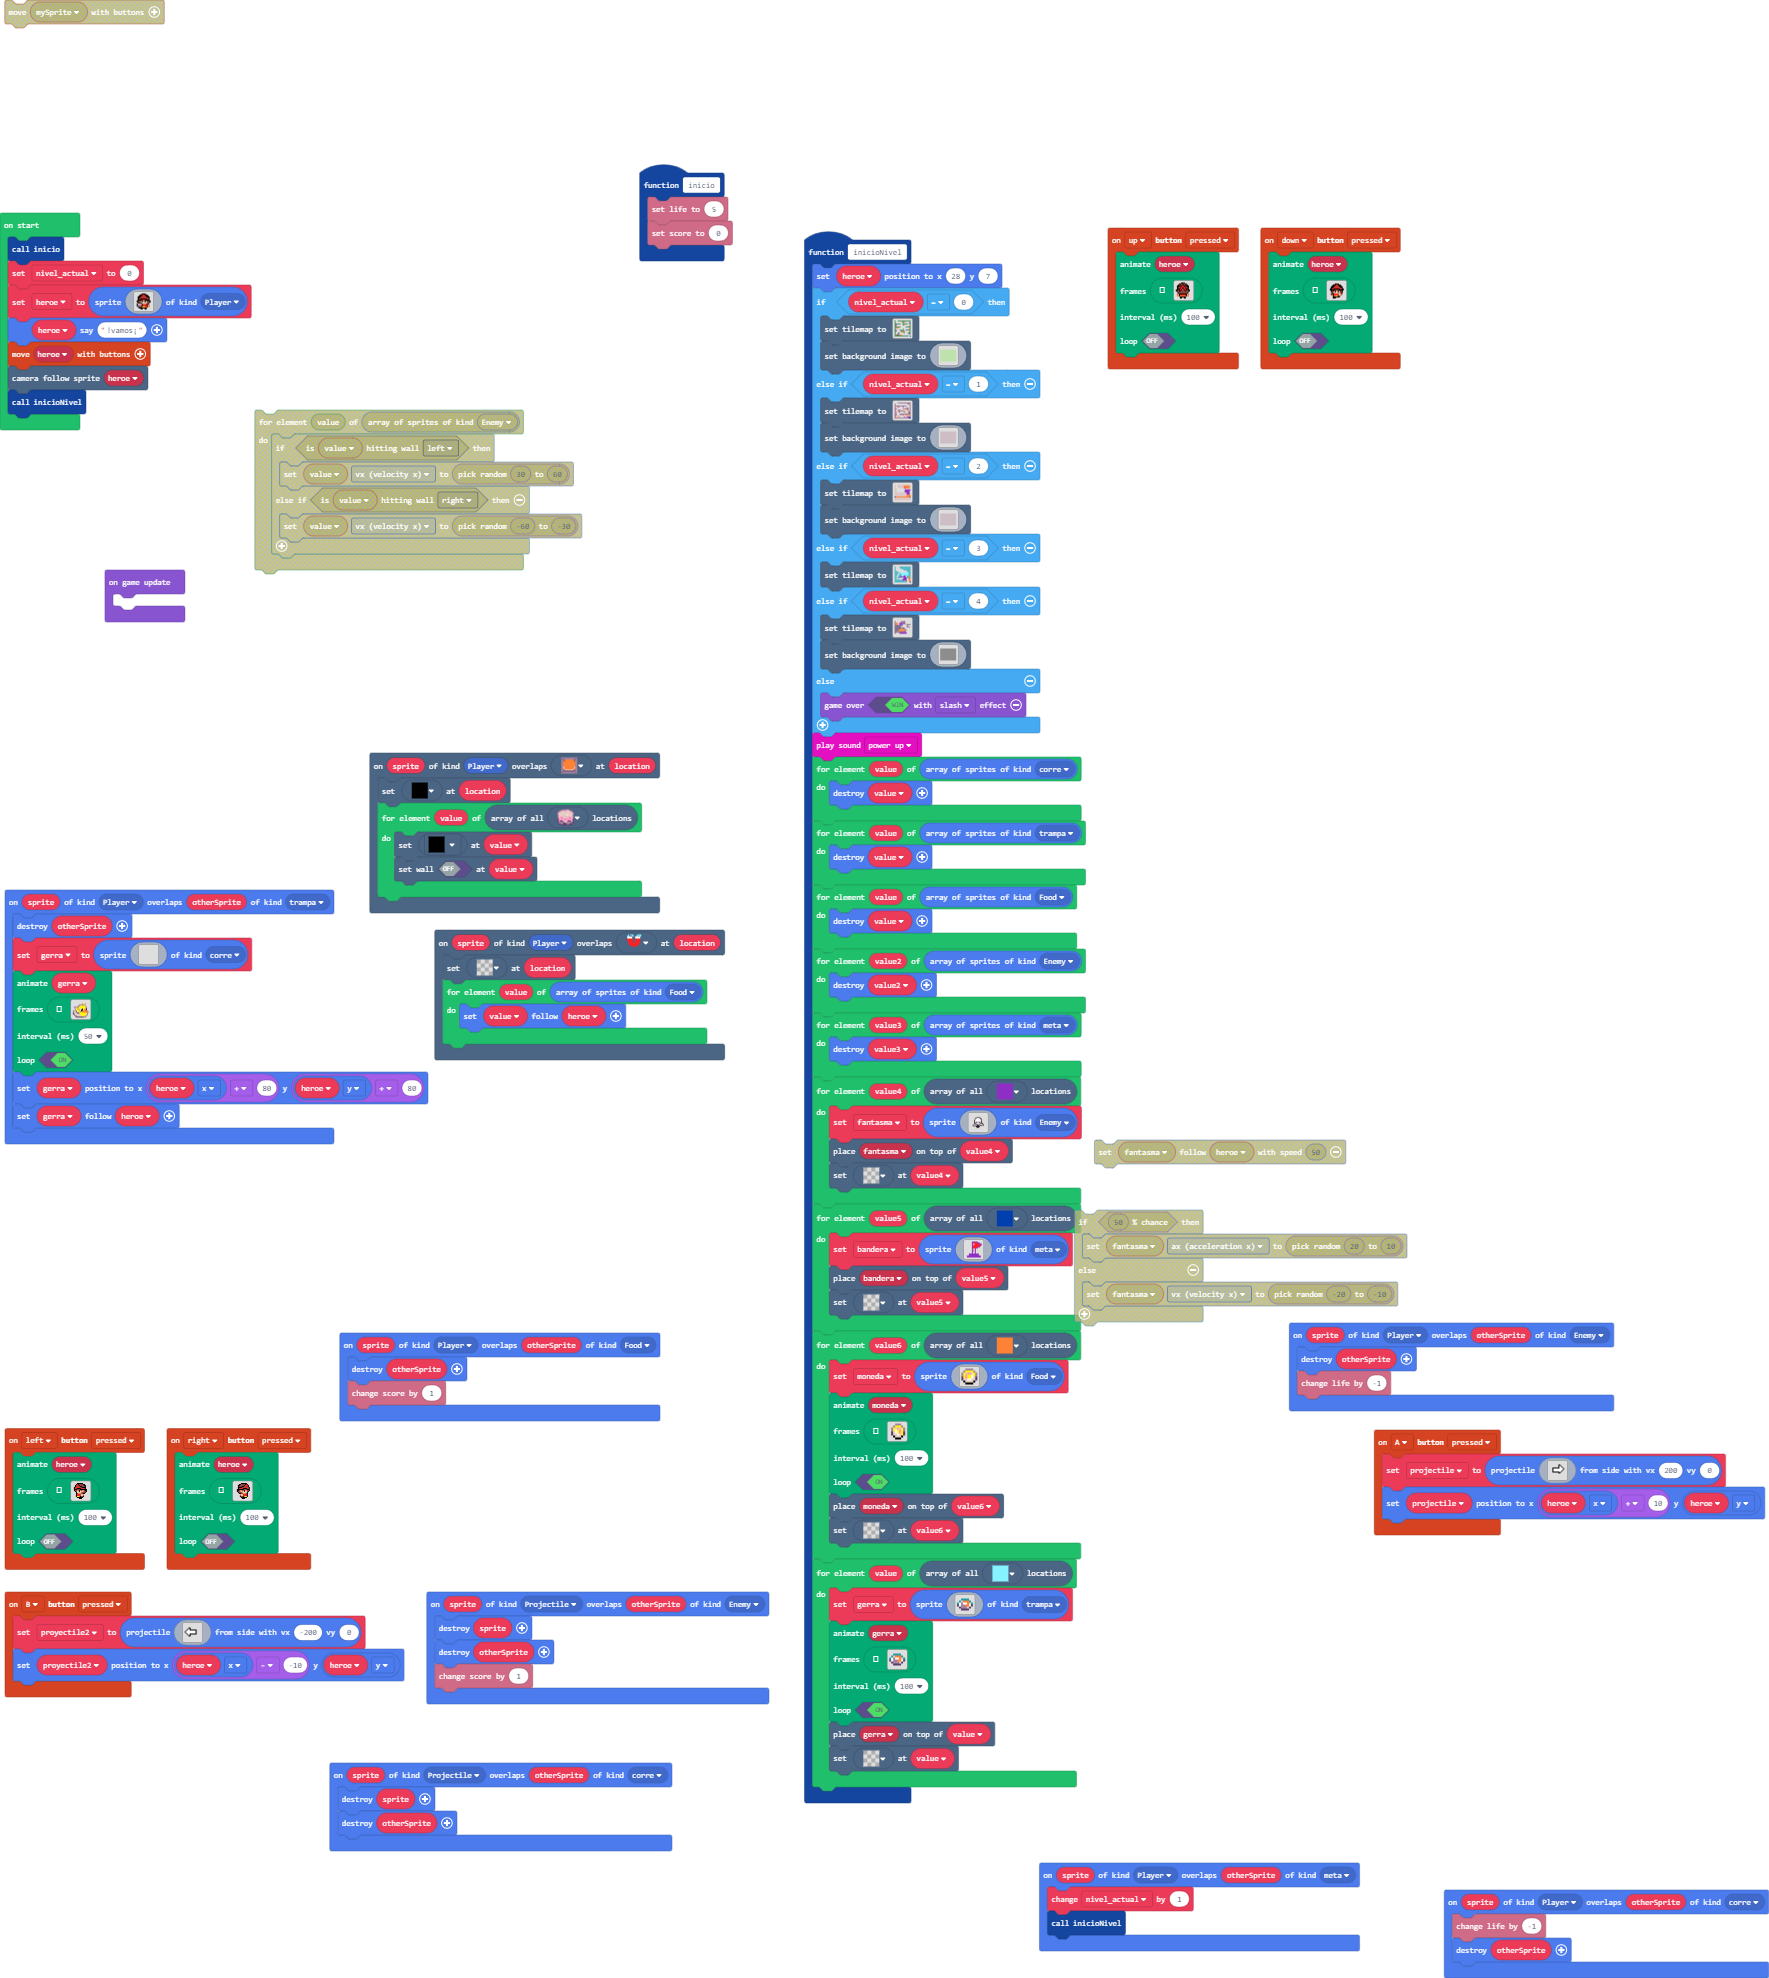 move mySprite with buttons
function inicio
set life to 5
set score to 0
on start
call inicio
set nivel_actual to 0
set heroe to sprite of kind Player
heroe say "!vamos¡"
move heroe with buttons
camera follow sprite heroe
call inicioNivel
for element value of array of sprites of kind Enemy
do
if is value hitting wall left then
set value vx (velocity x) to pick random 30 to 60
else if is value hitting wall right then
set value vx (velocity x) to pick random -60 to -30
on game update
function inicioNivel
set heroe position to x 28 y 7
if nivel_actual = 0 then
set tilemap to
set background image to
else if nivel_actual = 1 then
set tilemap to
set background image to
else if nivel_actual = 2 then
set tilemap to
set background image to
else if nivel_actual = 3 then
set tilemap to
else if nivel_actual = 4 then
set tilemap to
set background image to
else
game over WIN with slash effect
play sound power up
for element value of array of sprites of kind corre
do
destroy value
for element value of array of sprites of kind trampa
do
destroy value
for element value of array of sprites of kind Food
do
destroy value
for element value2 of array of sprites of kind Enemy
do
destroy value2
for element value3 of array of sprites of kind meta
do
destroy value3
for element value4 of array of all locations
do
set fantasma to sprite of kind Enemy
place fantasma on top of value4
set at value4
for element value5 of array of all locations
do
set bandera to sprite of kind meta
place bandera on top of value5
set at value5
for element value6 of array of all locations
do
set moneda to sprite of kind Food
animate moneda
frames
interval (ms) 100
loop ON
place moneda on top of value6
set at value6
for element value of array of all locations
do
set gerra to sprite of kind trampa
animate gerra
frames
interval (ms) 100
loop ON
place gerra on top of value
set at value
on up button pressed
animate heroe
frames
interval (ms) 100
loop OFF
on down button pressed
animate heroe
frames
interval (ms) 100
loop OFF
on sprite of kind Player overlaps at location
set at location
for element value of array of all locations
do
set at value
set wall OFF at value
on sprite of kind Player overlaps otherSprite of kind trampa
destroy otherSprite
set gerra to sprite of kind corre
animate gerra
frames
interval (ms) 50
loop ON
set gerra position to x heroe x + 80 y heroe y + 80
set gerra follow heroe
on sprite of kind Player overlaps at location
set at location
for element value of array of sprites of kind Food
do
set value follow heroe
set fantasma follow heroe with speed 50
if 50 % chance then
set fantasma ax (acceleration x) to pick random 20 to 10
else
set fantasma vx (velocity x) to pick random -20 to -10
on sprite of kind Player overlaps otherSprite of kind Food
destroy otherSprite
change score by 1
on sprite of kind Player overlaps otherSprite of kind Enemy
destroy otherSprite
change life by -1
on left button pressed
animate heroe
frames
interval (ms) 100
loop OFF
on right button pressed
animate heroe
frames
interval (ms) 100
loop OFF
on A button pressed
set projectile to projectile from side with vx 200 vy 0
set projectile position to x heroe x + 10 y heroe y
on B button pressed
set proyectile2 to projectile from side with vx -200 vy 0
set proyectile2 position to x heroe x - -10 y heroe y
on sprite of kind Projectile overlaps otherSprite of kind Enemy
destroy sprite
destroy otherSprite
change score by 1
on sprite of kind Projectile overlaps otherSprite of kind corre
destroy sprite
destroy otherSprite
on sprite of kind Player overlaps otherSprite of kind meta
change nivel_actual by 1
call inicioNivel
on sprite of kind Player overlaps otherSprite of kind corre
change life by -1
destroy otherSprite